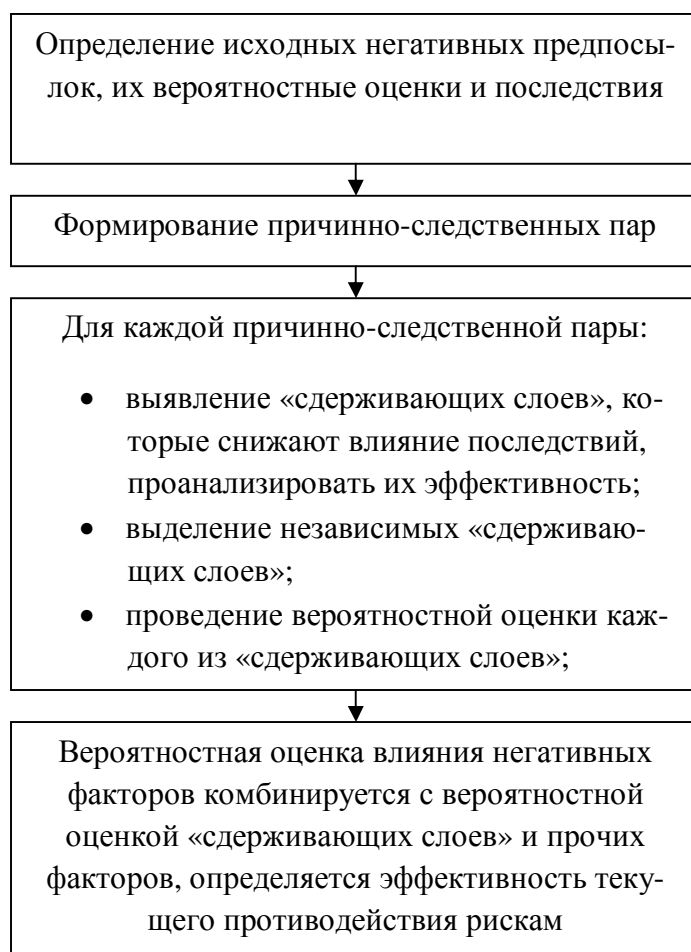 Определение исходных негативных предпосы-
лок, их вероятностные оценки и последствия
Формирование причинно-следственных пар
Для каждой причинно-следственной пары:
• выявление «сдерживающих слоев», ко-
торые снижают влияние последствий,
проанализировать их эффективность;
• выделение независимых «сдерживаю-
щих слоев»;
• проведение вероятностной оценки каж-
дого из «сдерживающих слоев»;
Вероятностная оценка влияния негативных
факторов комбинируется с вероятностной
оценкой «сдерживающих слоев» и прочих
факторов, определяется эффективность теку-
щего противодействия рискам